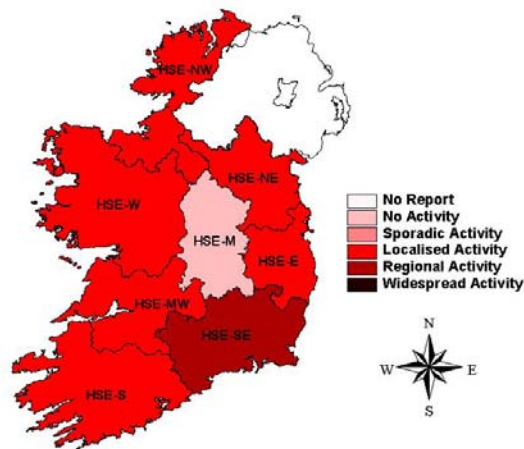 HSE-NW
HSE-NE
HSE-W
HSE-M
HSE-E
HSE-MW
HSE-SE
HSE-S
No Report
No Activity
Sporadic Activity
Localised Activity
Regional Activity
Widespread Activity
N
W E
S